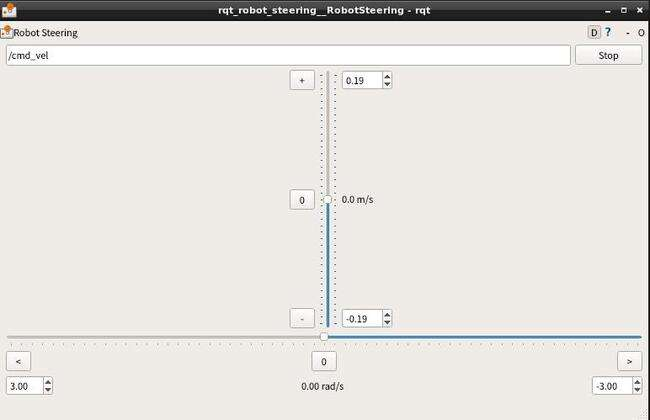 rqt_robot_steering__RobotSteering - rqt
Robot Steering
D ? - O
/cmd_vel
Stop
+
0.19
0
0.0 m/s
-
-0.19
< 0 >
3.00
0.00 rad/s
-3.00